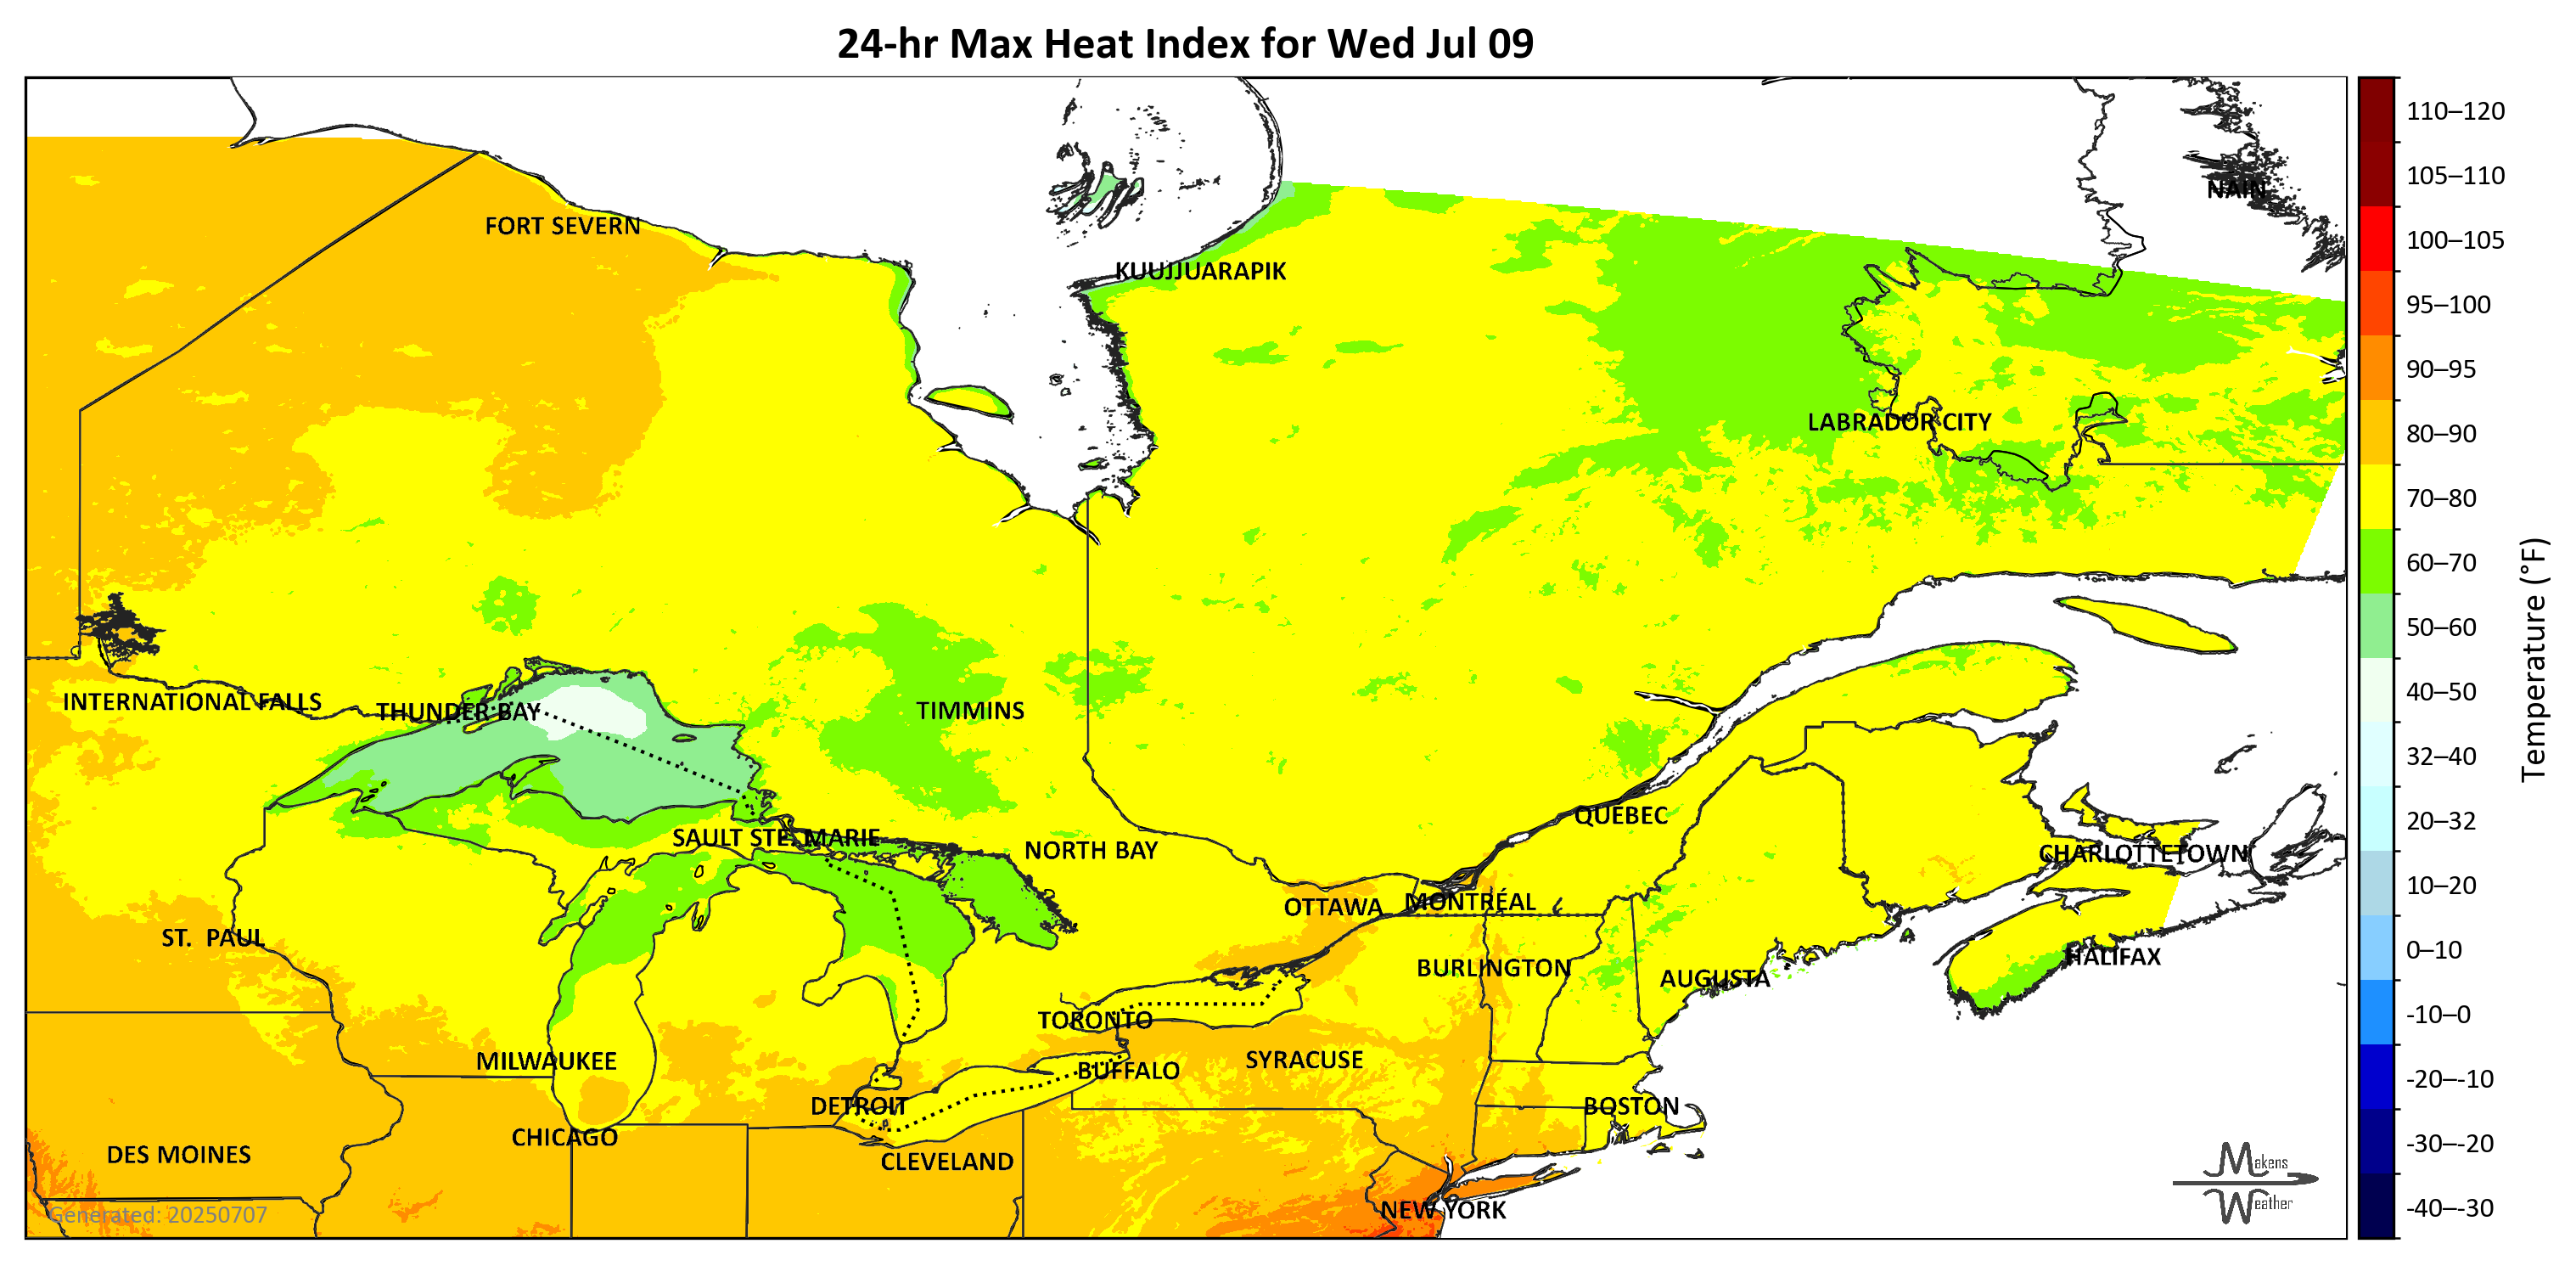 24-hr Max Heat Index for Wed Jul 09
NAIN
FORT SEVERN
KUUJJUARAPIK
LABRADOR CITY
INTERNATIONAL FALLS
THUNDER BAY
TIMMINS
QUEBEC
SAULT STE. MARIE
NORTH BAY
CHARLOTTETOWN
OTTAWA
MONTRÉAL
ST. PAUL
HALIFAX
BURLINGTON
AUGUSTA
TORONTO
MILWAUKEE
SYRACUSE
BUFFALO
DETROIT
BOSTON
CHICAGO
DES MOINES
CLEVELAND
NEW YORK
Generated: 20250707
Makens
Weather
110–120
105–110
100–105
95–100
90–95
80–90
70–80
60–70
50–60
40–50
32–40
20–32
10–20
0–10
-10–0
-20–-10
-30–-20
-40–-30
Temperature (°F)